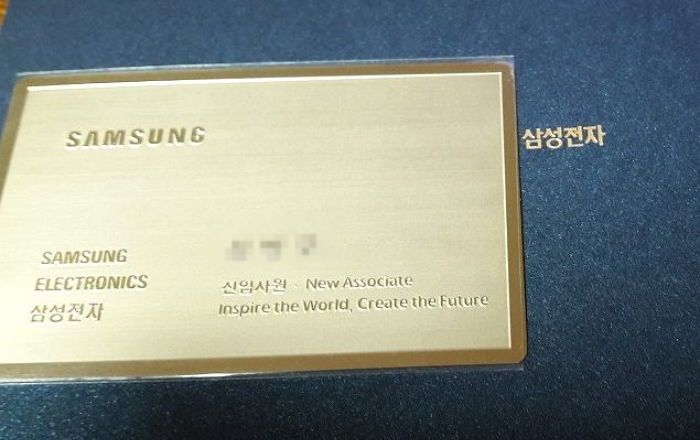 SAMSUNG
삼성전자
SAMSUNG
ELECTRONICS
삼성전자
신임사원 · New Associate
Inspire the World, Create the Future